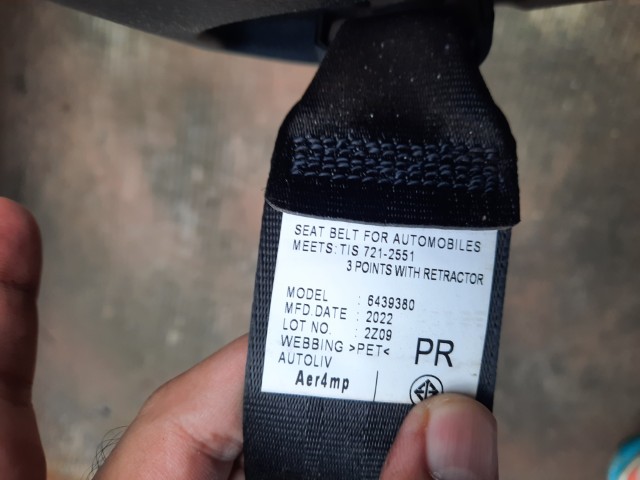 SEAT BELT FOR AUTOMOBILES
MEETS: TIS 721-2551
3 POINTS WITH RETRACTOR
MODEL : 6439380
MFD.DATE : 2022
LOT NO. : 2Z09
WEBBING >PET<
AUTOLIV
PR
Aer4mp